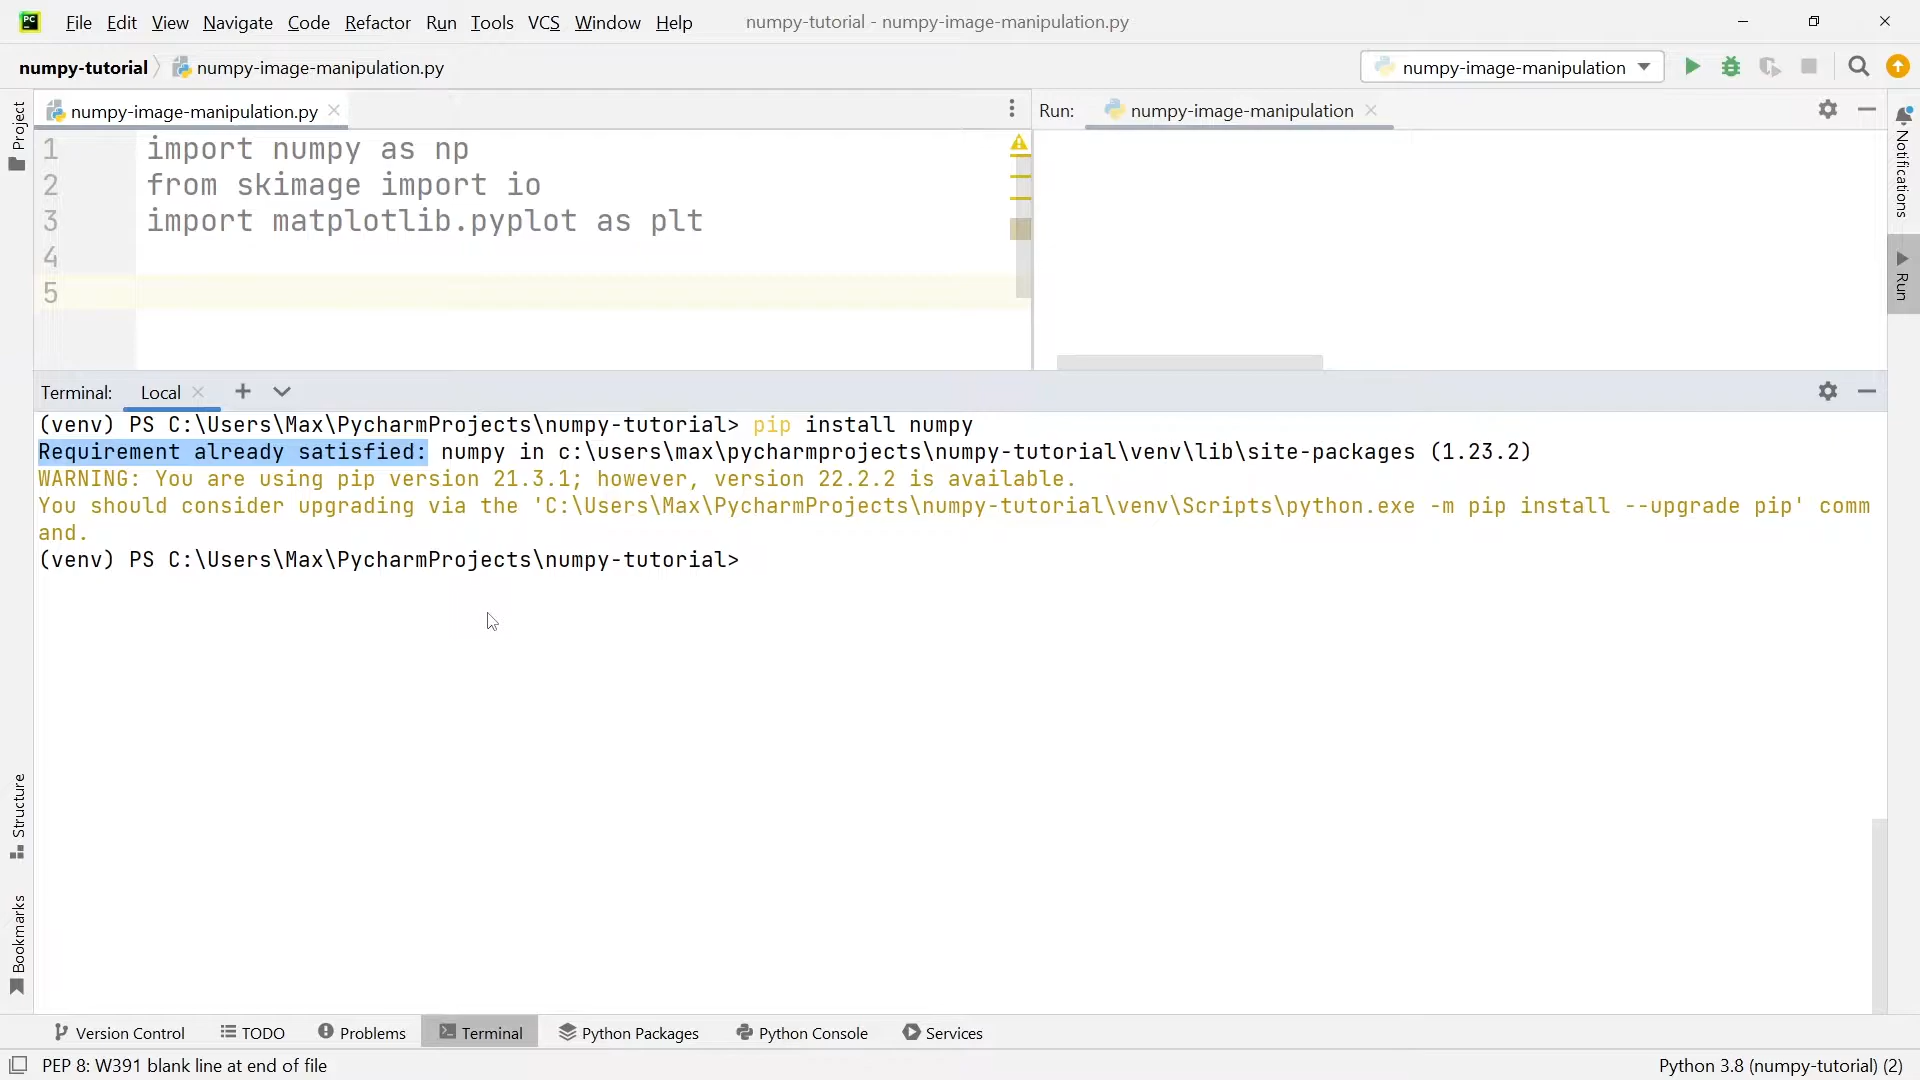 PC File Edit View Navigate Code Refactor Run Tools VCS Window Help numpy-tutorial - numpy-image-manipulation.py
numpy-tutorial numpy-image-manipulation.py numpy-image-manipulation
Project
numpy-image-manipulation.py
Run: numpy-image-manipulation
Notifications
Run
1 import numpy as np
2 from skimage import io
3 import matplotlib.pyplot as plt
4
5
Terminal: Local
(venv) PS C:\Users\Max\PycharmProjects\numpy-tutorial> pip install numpy
Requirement already satisfied: numpy in c:\users\max\pycharmprojects\numpy-tutorial\venv\lib\site-packages (1.23.2)
WARNING: You are using pip version 21.3.1; however, version 22.2.2 is available.
You should consider upgrading via the 'C:\Users\Max\PycharmProjects\numpy-tutorial\venv\Scripts\python.exe -m pip install --upgrade pip' comm
and.
(venv) PS C:\Users\Max\PycharmProjects\numpy-tutorial>
Structure
Bookmarks
Version Control TODO Problems Terminal Python Packages Python Console Services
PEP 8: W391 blank line at end of file Python 3.8 (numpy-tutorial) (2)